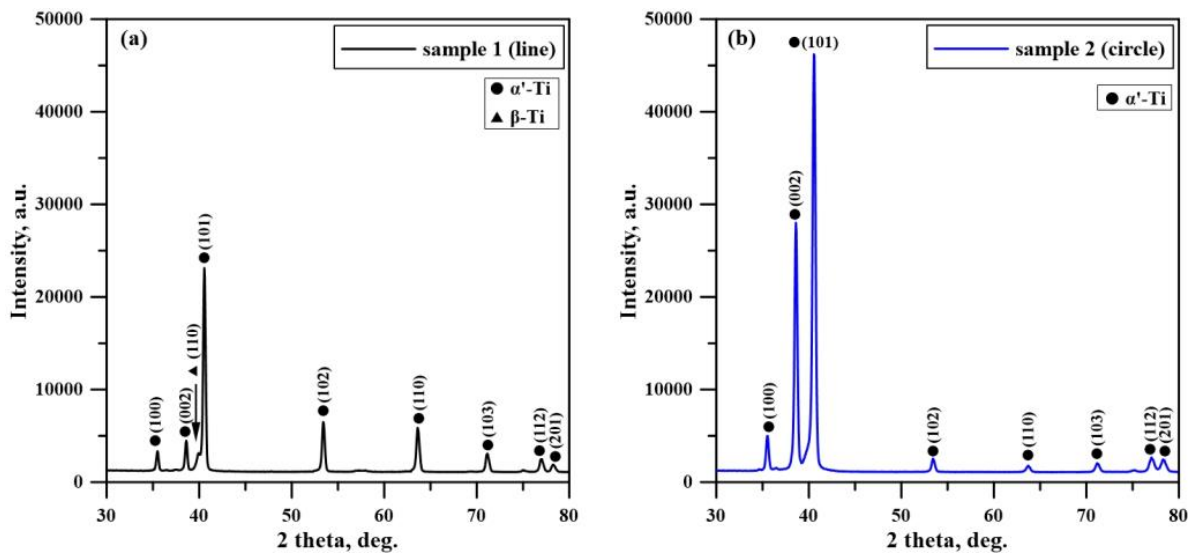 (a)
sample 1 (line)
● α'-Ti
▲ β-Ti
50000
40000
30000
20000
10000
0
Intensity, a.u.
(100)
(002)
(110)
(101)
(102)
(110)
(103)
(112)
(201)
30 40 50 60 70 80
2 theta, deg.
(b)
sample 2 (circle)
● α'-Ti
50000
40000
30000
20000
10000
0
Intensity, a.u.
(100)
(002)
(101)
(102)
(110)
(103)
(112)
(201)
30 40 50 60 70 80
2 theta, deg.